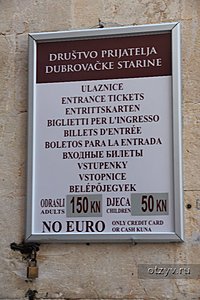 DRUŠTVO PRIJATELJA
DUBROVAČKE STARINE
ULAZNICE
ENTRANCE TICKETS
ENTRITTSKARTEN
BIGLIETTI PER L'INGRESSO
BILLETS D'ENTRÉE
BOLETOS PARA LA ENTRADA
ВХОДНЫЕ БИЛЕТЫ
VSTUPENKY
VSTOPNICE
BELÉPŐJEGYEK
ODRASLI
ADULTS
150 KN
DJECA
CHILDREN
50 KN
NO EURO
ONLY CREDIT CARD
OR CASH KUNA
otzyv.ru